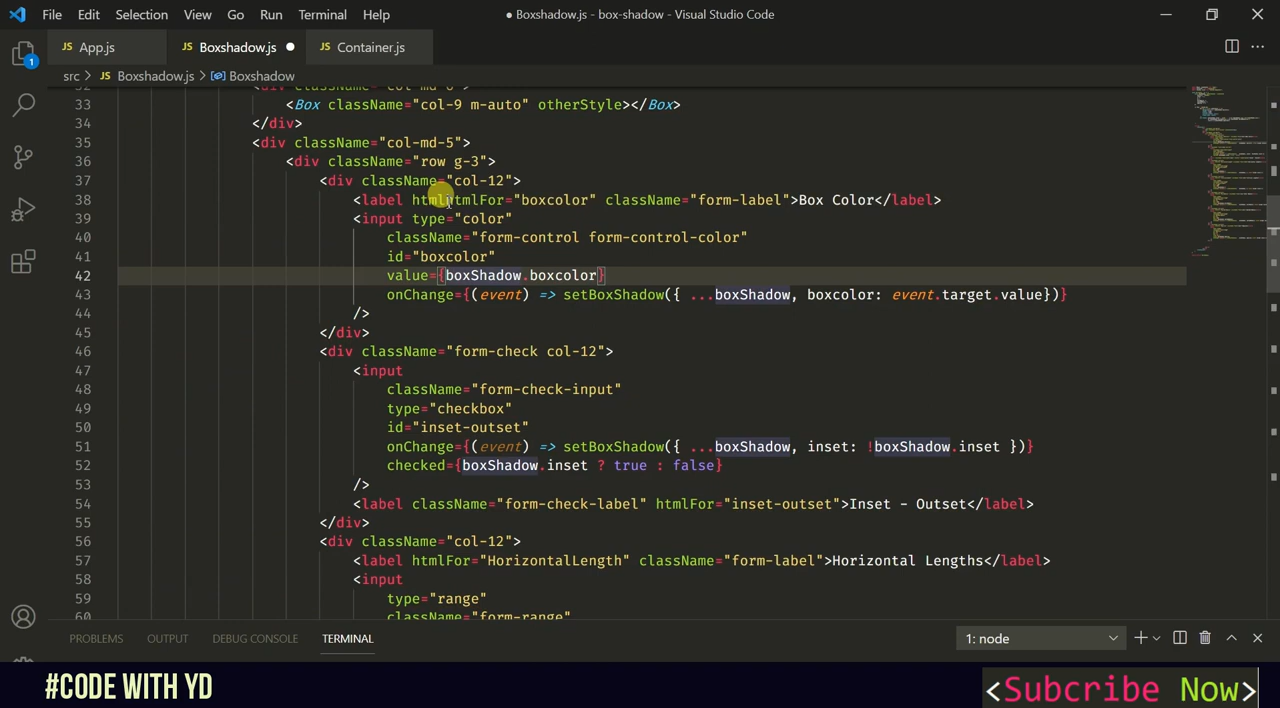 File Edit Selection View Go Run Terminal Help
● Boxshadow.js - box-shadow - Visual Studio Code
JS App.js JS Boxshadow.js ● JS Container.js
src > JS Boxshadow.js > Boxshadow
33 <Box className="col-9 m-auto" otherStyle></Box>
34 </div>
35 <div className="col-md-5">
36 <div className="row g-3">
37 <div className="col-12">
38 <label htmlhtmlFor="boxcolor" className="form-label">Box Color</label>
39 <input type="color"
40 className="form-control form-control-color"
41 id="boxcolor"
42 value={boxShadow.boxcolor}
43 onChange={(event) => setBoxShadow({ ...boxShadow, boxcolor: event.target.value})}
44 />
45 </div>
46 <div className="form-check col-12">
47 <input
48 className="form-check-input"
49 type="checkbox"
50 id="inset-outset"
51 onChange={(event) => setBoxShadow({ ...boxShadow, inset: !boxShadow.inset })}
52 checked={boxShadow.inset ? true : false}
53 />
54 <label className="form-check-label" htmlFor="inset-outset">Inset - Outset</label>
55 </div>
56 <div className="col-12">
57 <label htmlFor="HorizontalLength" className="form-label">Horizontal Lengths</label>
58 <input
59 type="range"
60 className="form-range"
1
PROBLEMS OUTPUT DEBUG CONSOLE TERMINAL
1: node
#CODE WITH YD
<Subcribe Now>